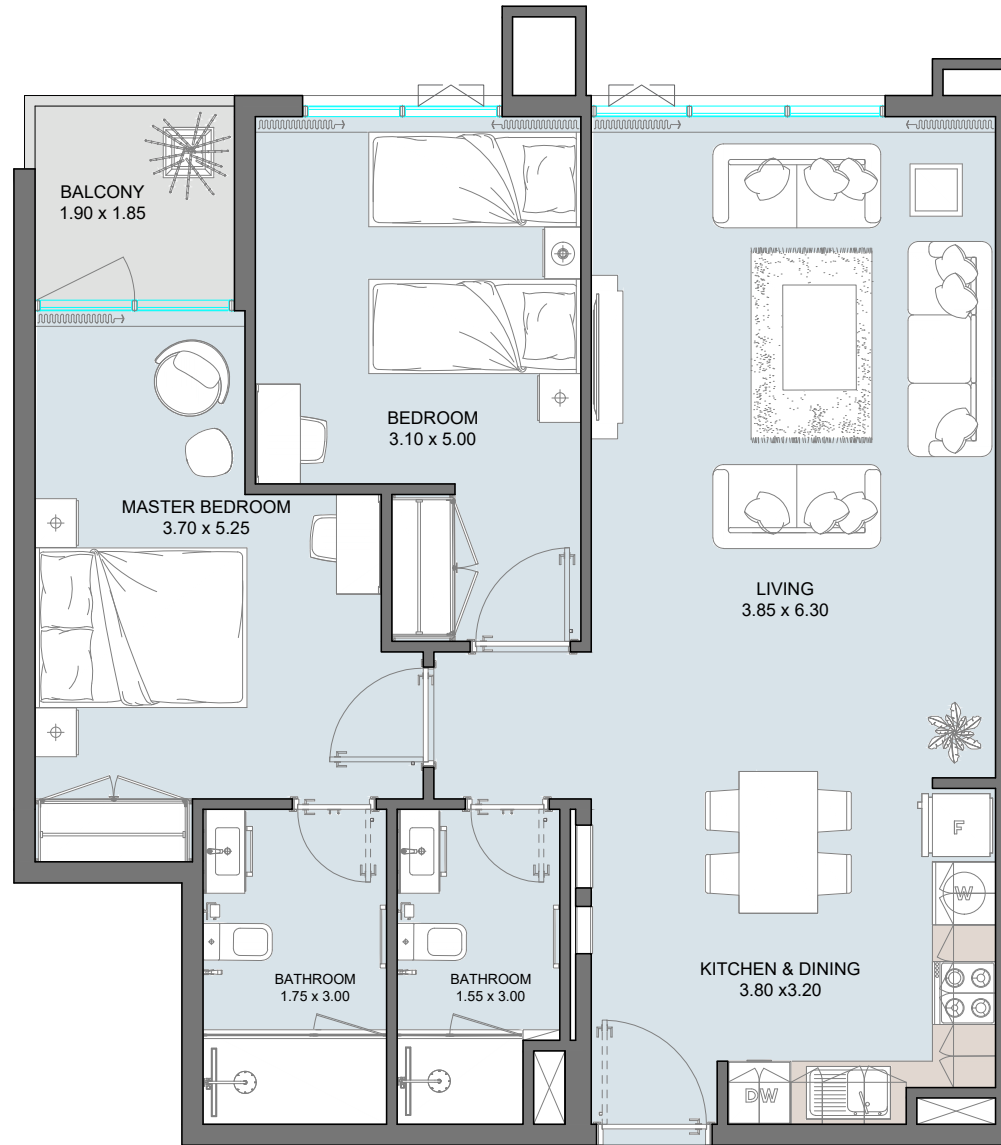 BALCONY
1.90 x 1.85
BEDROOM
3.10 x 5.00
MASTER BEDROOM
3.70 x 5.25
LIVING
3.85 x 6.30
F
W
KITCHEN & DINING
3.80 x3.20
BATHROOM
1.75 x 3.00
BATHROOM
1.55 x 3.00
DW